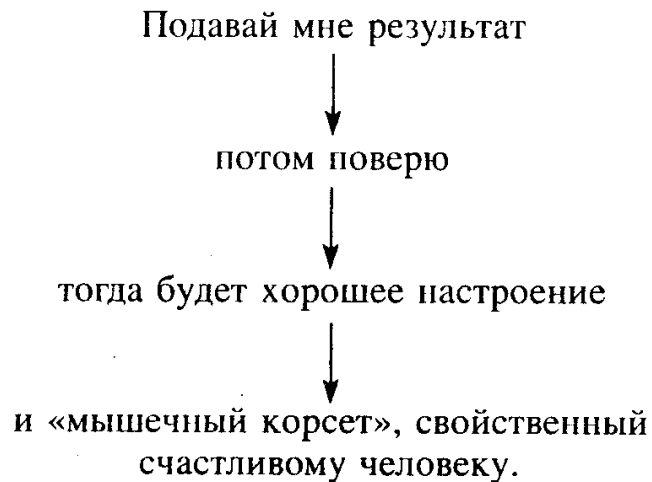 Подавай мне результат
потом поверю
тогда будет хорошее настроение
и «мышечный корсет», свойственный
счастливому человеку.